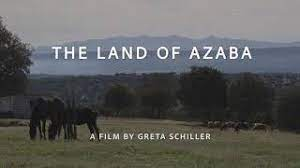 THE LAND OF AZABA
A FILM BY GRETA SCHILLER